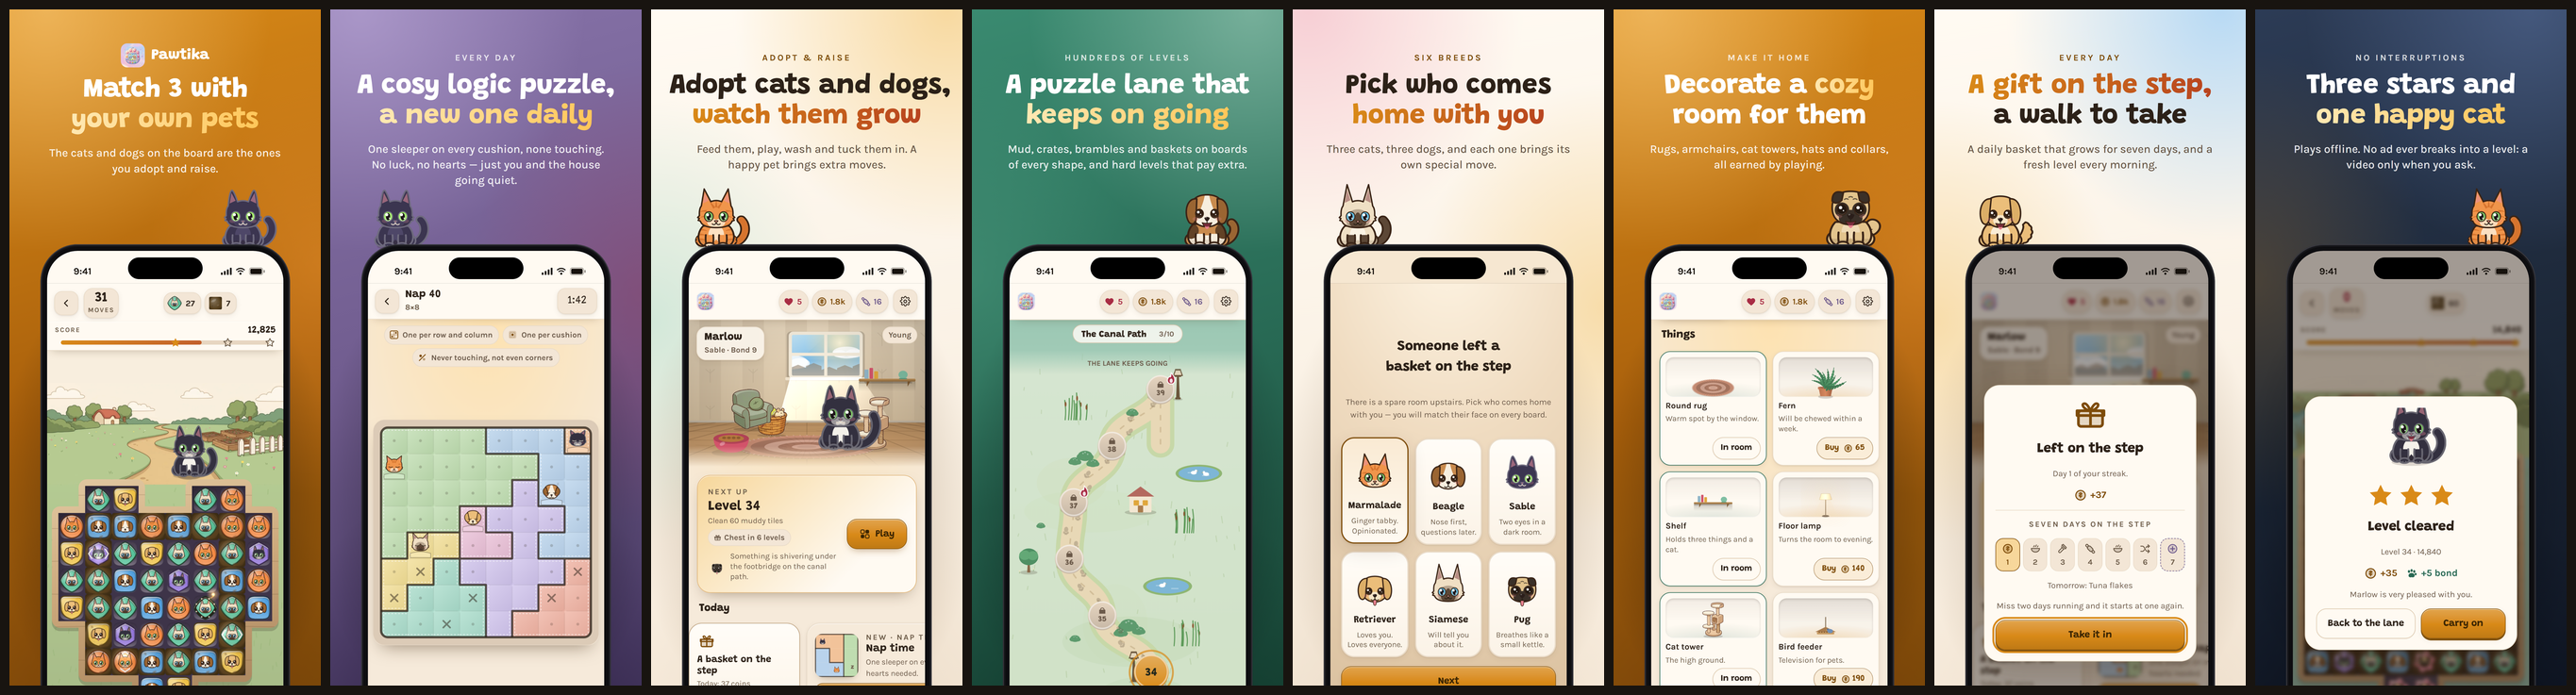 Pawtika
Match 3 with
your own pets
The cats and dogs on the board are the ones
you adopt and raise.
9:41
31
MOVES
27
7
SCORE
12,825
EVERY DAY
A cosy logic puzzle,
a new one daily
One sleeper on every cushion, none touching.
No luck, no hearts — just you and the house
going quiet.
9:41
Nap 40
8×8
1:42
One per row and column
One per cushion
Never touching, not even corners
ADOPT & RAISE
Adopt cats and dogs,
watch them grow
Feed them, play, wash and tuck them in. A
happy pet brings extra moves.
9:41
5
1.8k
16
Marlow
Sable · Bond 9
Young
NEXT UP
Level 34
Clean 60 muddy tiles
Chest in 6 levels
Something is shivering under
the footbridge on the canal
path.
Play
Today
A basket on the
step
Today: 37 coins
NEW · NAP T
Nap time
One sleeper on e
hearts needed.
HUNDREDS OF LEVELS
A puzzle lane that
keeps on going
Mud, crates, brambles and baskets on boards
of every shape, and hard levels that pay extra.
9:41
5
1.8k
16
The Canal Path
3/10
THE LANE KEEPS GOING
39
38
37
36
35
34
SIX BREEDS
Pick who comes
home with you
Three cats, three dogs, and each one brings its
own special move.
9:41
Someone left a
basket on the step
There is a spare room upstairs. Pick who comes home
with you — you will match their face on every board.
Marmalade
Ginger tabby.
Opinionated.
Beagle
Nose first,
questions later.
Sable
Two eyes in a
dark room.
Retriever
Loves you.
Loves everyone.
Siamese
Will tell you
about it.
Pug
Breathes like a
small kettle.
Next
MAKE IT HOME
Decorate a cozy
room for them
Rugs, armchairs, cat towers, hats and collars,
all earned by playing.
9:41
5
1.8k
16
Things
Round rug
Warm spot by the window.
In room
Fern
Will be chewed within a
week.
Buy 65
Shelf
Holds three things and a
cat.
In room
Floor lamp
Turns the room to evening.
Buy 140
Cat tower
The high ground.
In room
Bird feeder
Television for pets.
Buy 190
EVERY DAY
A gift on the step,
a walk to take
A daily basket that grows for seven days, and a
fresh level every morning.
9:41
5
1.8k
16
Marlow
Sable · Bond 9
Young
Left on the step
Day 1 of your streak.
+37
SEVEN DAYS ON THE STEP
1
2
3
4
5
6
7
Tomorrow: Tuna flakes
Miss two days running and it starts at one again.
Take it in
NO INTERRUPTIONS
Three stars and
one happy cat
Plays offline. No ad ever breaks into a level: a
video only when you ask.
9:41
MOVES
SCORE
14,840
Level cleared
Level 34 · 14,840
+35
+5 bond
Marlow is very pleased with you.
Back to the lane
Carry on